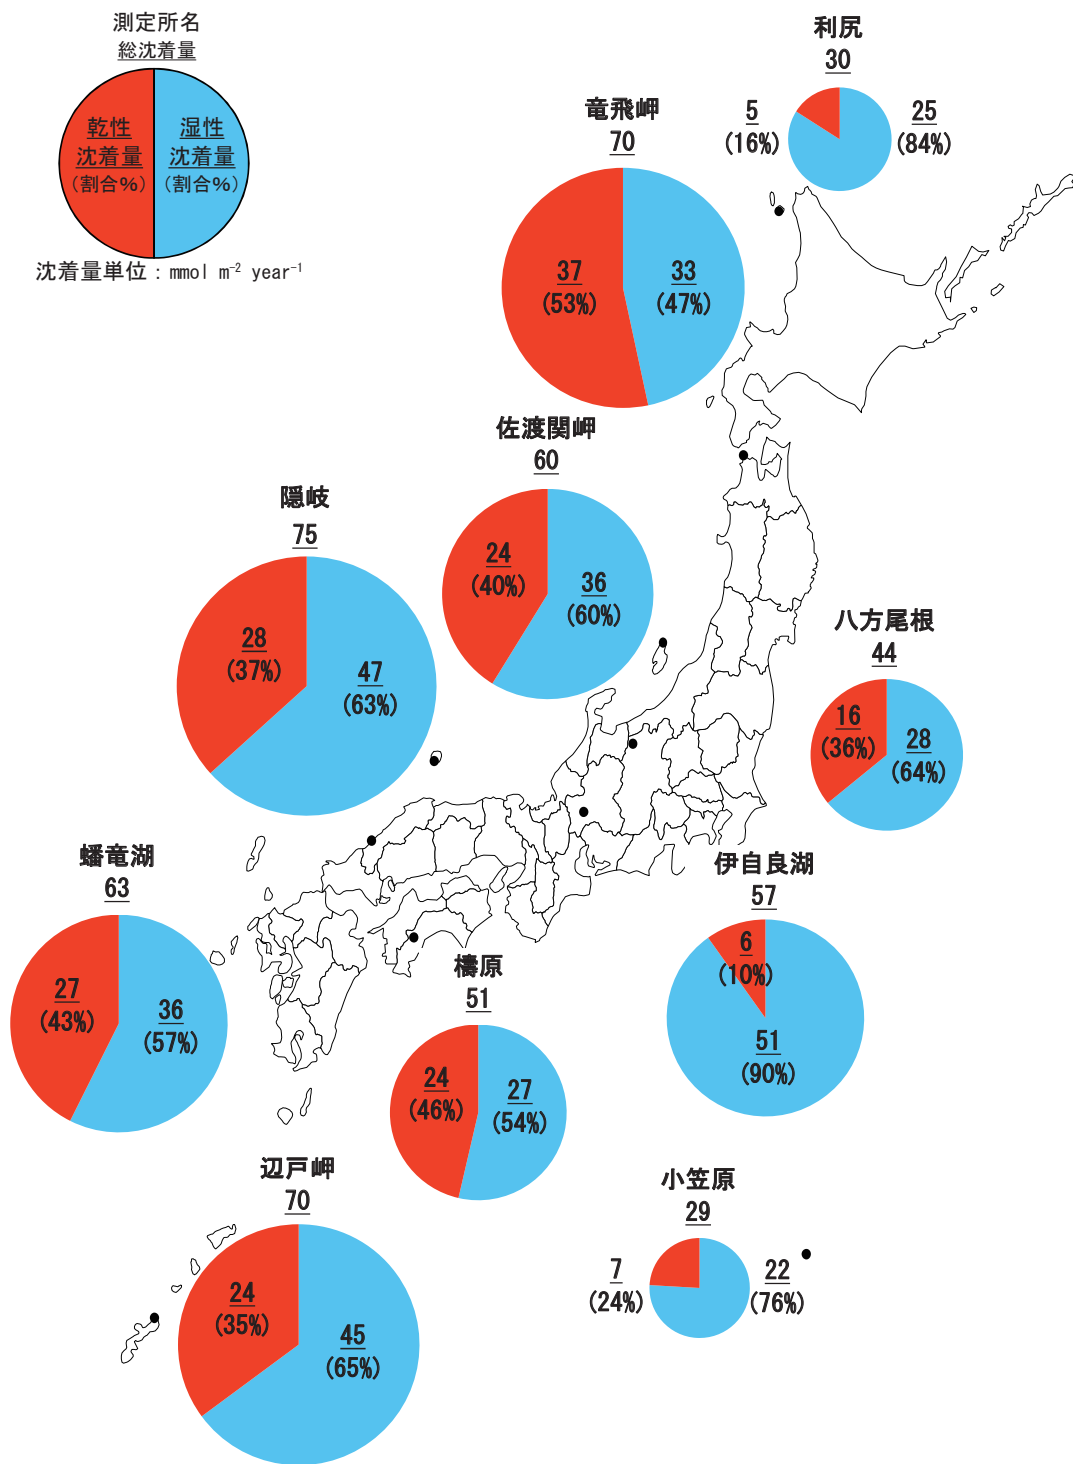 測定所名
総沈着量
乾性
沈着量
(割合%)
湿性
沈着量
(割合%)
沈着量単位：mmol m⁻² year⁻¹
利尻
30
5
(16%)
25
(84%)
竜飛岬
70
37
(53%)
33
(47%)
佐渡関岬
60
24
(40%)
36
(60%)
隠岐
75
28
(37%)
47
(63%)
八方尾根
44
16
(36%)
28
(64%)
蟠竜湖
63
27
(43%)
36
(57%)
伊自良湖
57
6
(10%)
51
(90%)
檮原
51
24
(46%)
27
(54%)
辺戸岬
70
24
(35%)
45
(65%)
小笠原
29
7
(24%)
22
(76%)